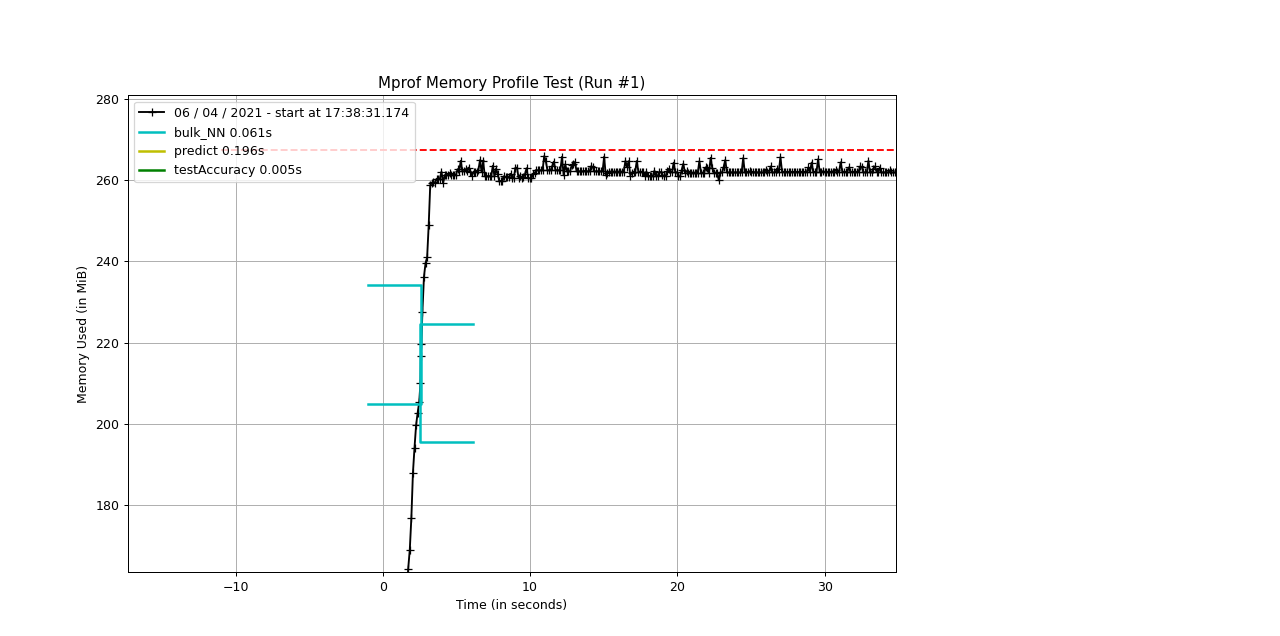 Mprof Memory Profile Test (Run #1)
280
260
240
220
200
180
Memory Used (in MiB)
06 / 04 / 2021 - start at 17:38:31.174
bulk_NN 0.061s
predict 0.196s
testAccuracy 0.005s
−10
0
10
20
30
Time (in seconds)